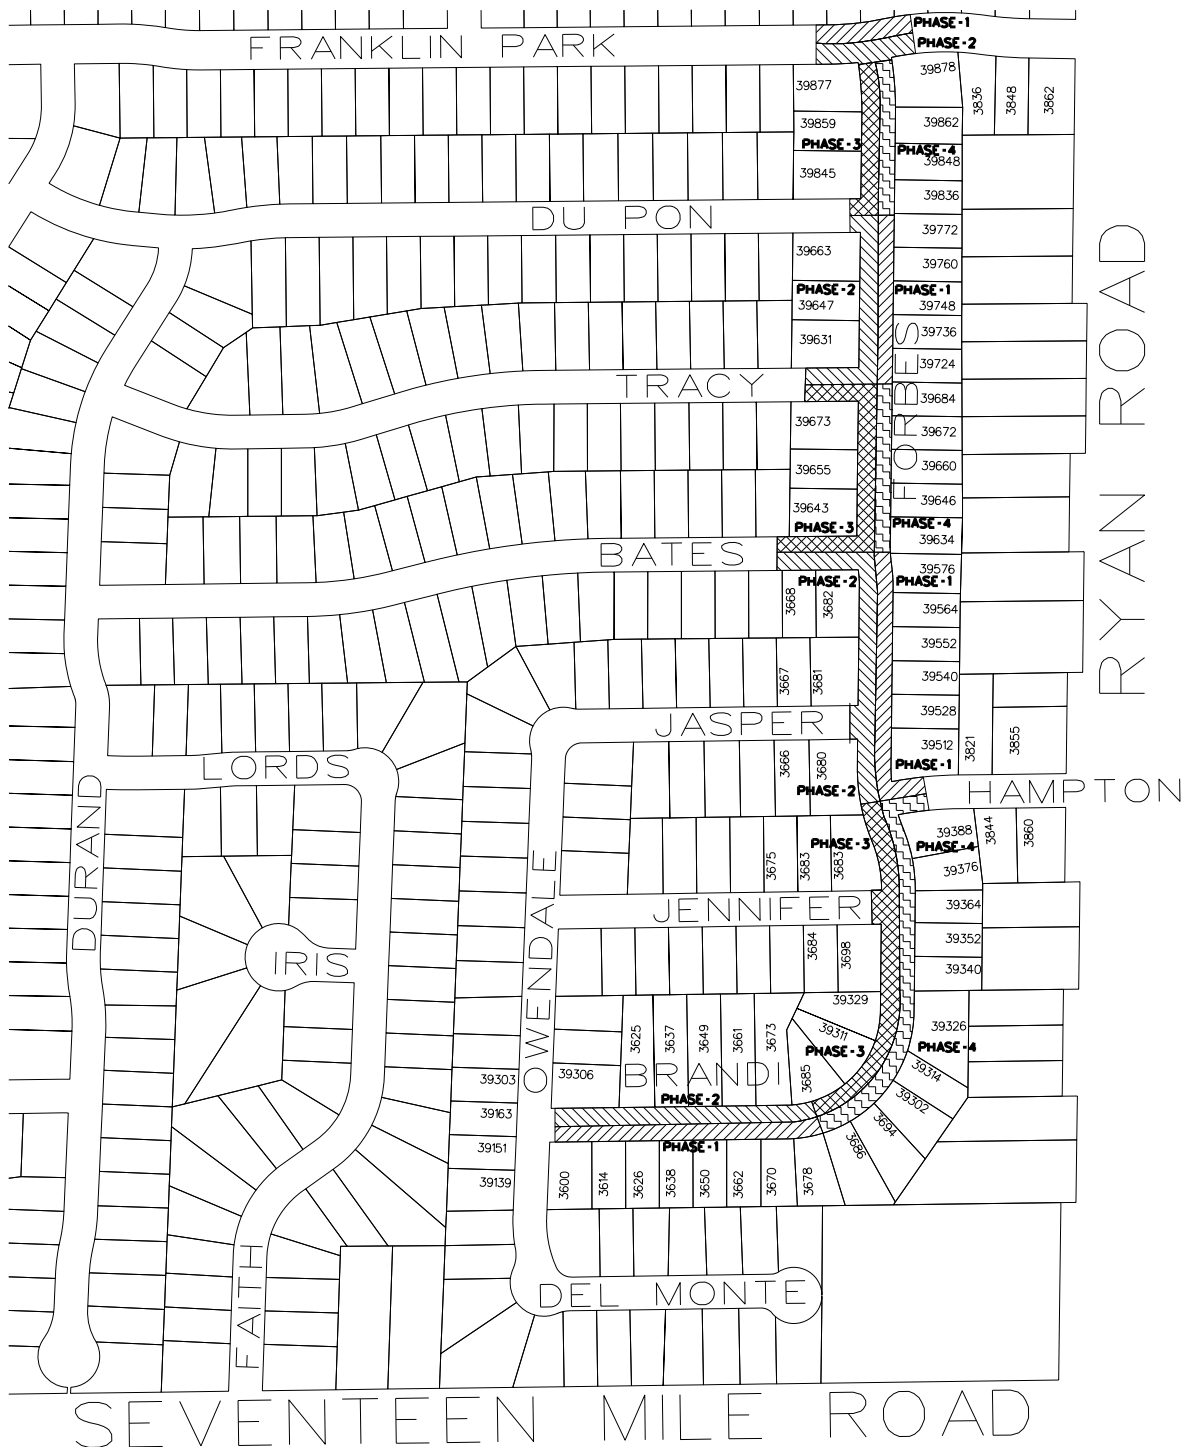 PHASE-1
FRANKLIN PARK
PHASE-2
39878
39877
3836
3848
3862
39859
39862
PHASE-3
PHASE-4
39848
39845
39836
DU PON
39772
39663
39760
PHASE-2
PHASE-1
39647
39748
39631
39736
39724
FORBES
RYAN ROAD
TRACY
39684
39673
39672
39655
39660
39643
39646
PHASE-3
PHASE-4
39634
BATES
39576
PHASE-2
PHASE-1
3668
3682
39564
39552
3667
3681
39540
39528
JASPER
39512
3821
3855
3666
3680
PHASE-1
LORDS
PHASE-2
HAMPTON
DURAND
39388
3844
3860
PHASE-3
PHASE-4
3675
3683
3683
39376
OWENDALE
JENNIFER
39364
3684
3698
39352
IRIS
39340
39329
3625
3637
3649
3661
3673
39311
39326
PHASE-3
PHASE-4
39303
39306
BRANDI
3685
39314
PHASE-2
39302
39163
3694
39151
PHASE-1
3686
39139
3600
3614
3626
3638
3650
3662
3670
3678
FAITH
DEL MONTE
SEVENTEEN MILE ROAD